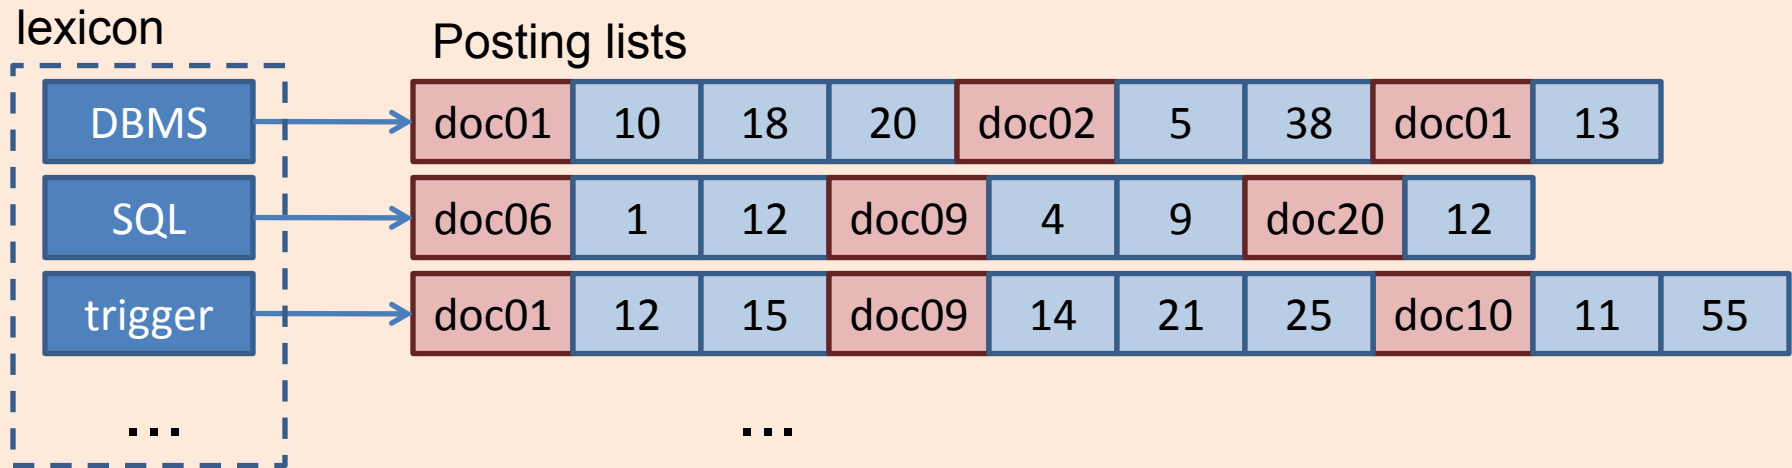 lexicon
Posting lists
DBMS doc01 10 18 20 doc02 5 38 doc01 13
SQL doc06 1 12 doc09 4 9 doc20 12
trigger doc01 12 15 doc09 14 21 25 doc10 11 55
... ...